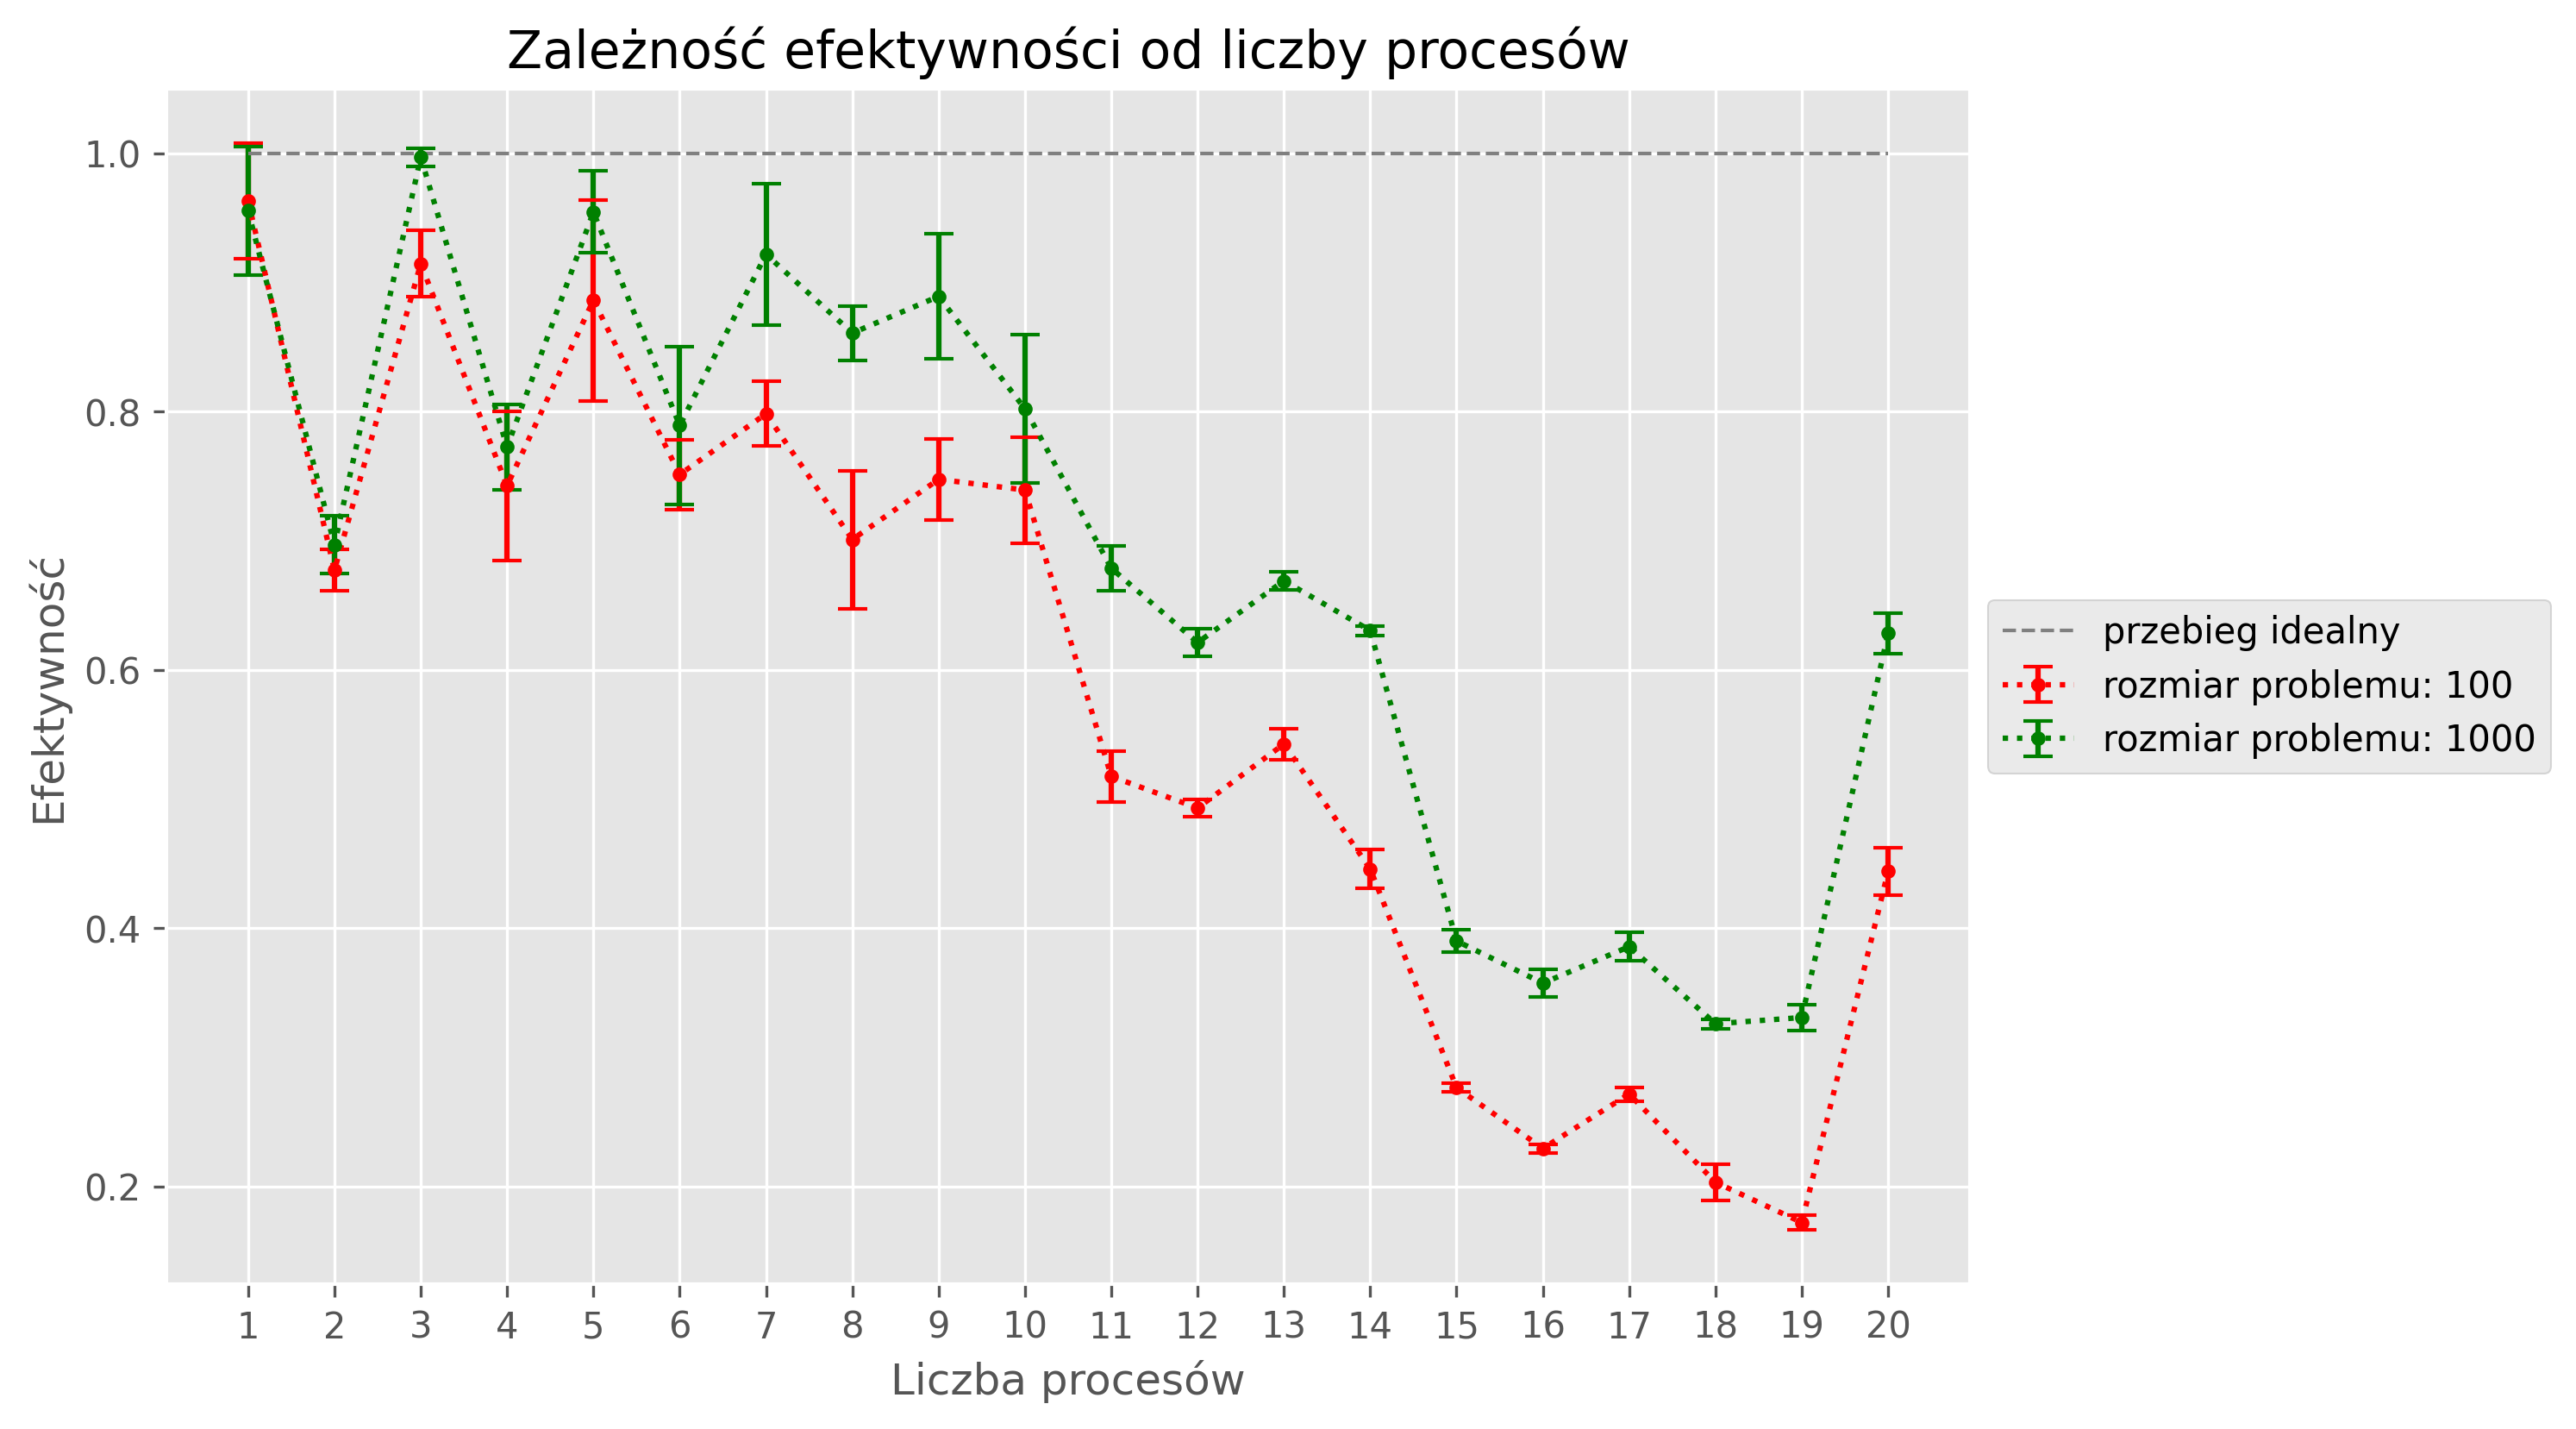 Zależność efektywności od liczby procesów
Efektywność
1.0
0.8
0.6
0.4
0.2
1 2 3 4 5 6 7 8 9 10 11 12 13 14 15 16 17 18 19 20
Liczba procesów
przebieg idealny
rozmiar problemu: 100
rozmiar problemu: 1000